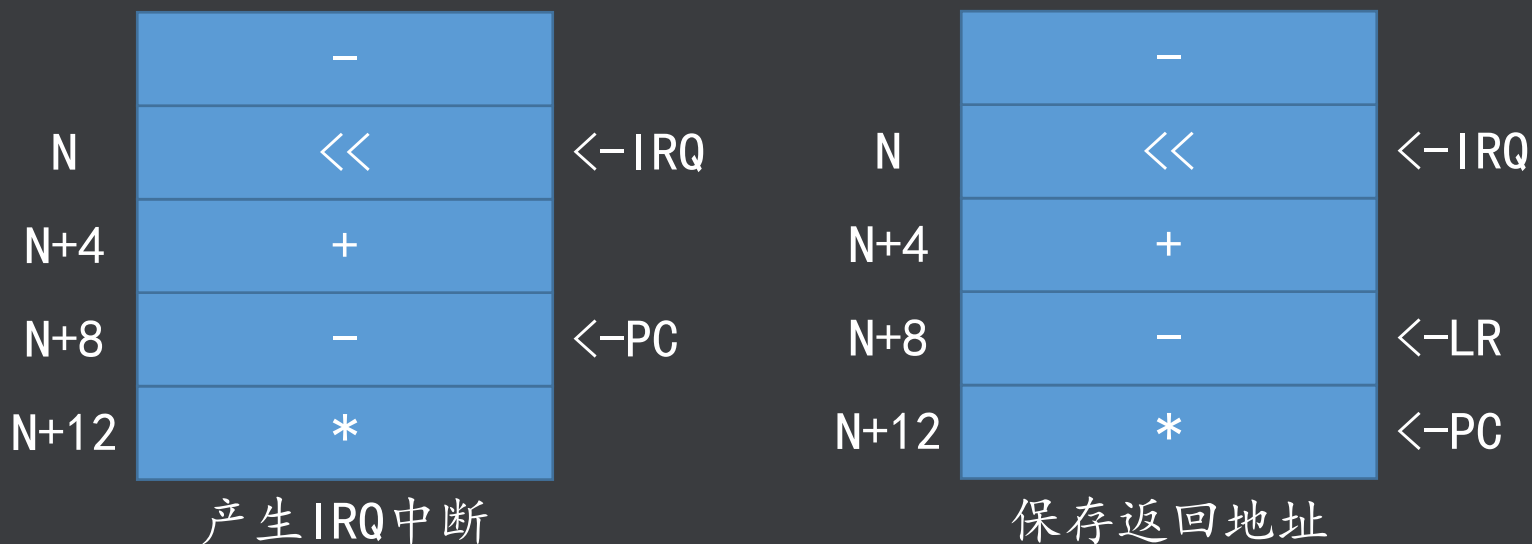 － －
N << <-IRQ N << <-IRQ
N+4 + N+4 +
N+8 － <-PC N+8 － <-LR
N+12 * N+12 * <-PC
产生IRQ中断 保存返回地址